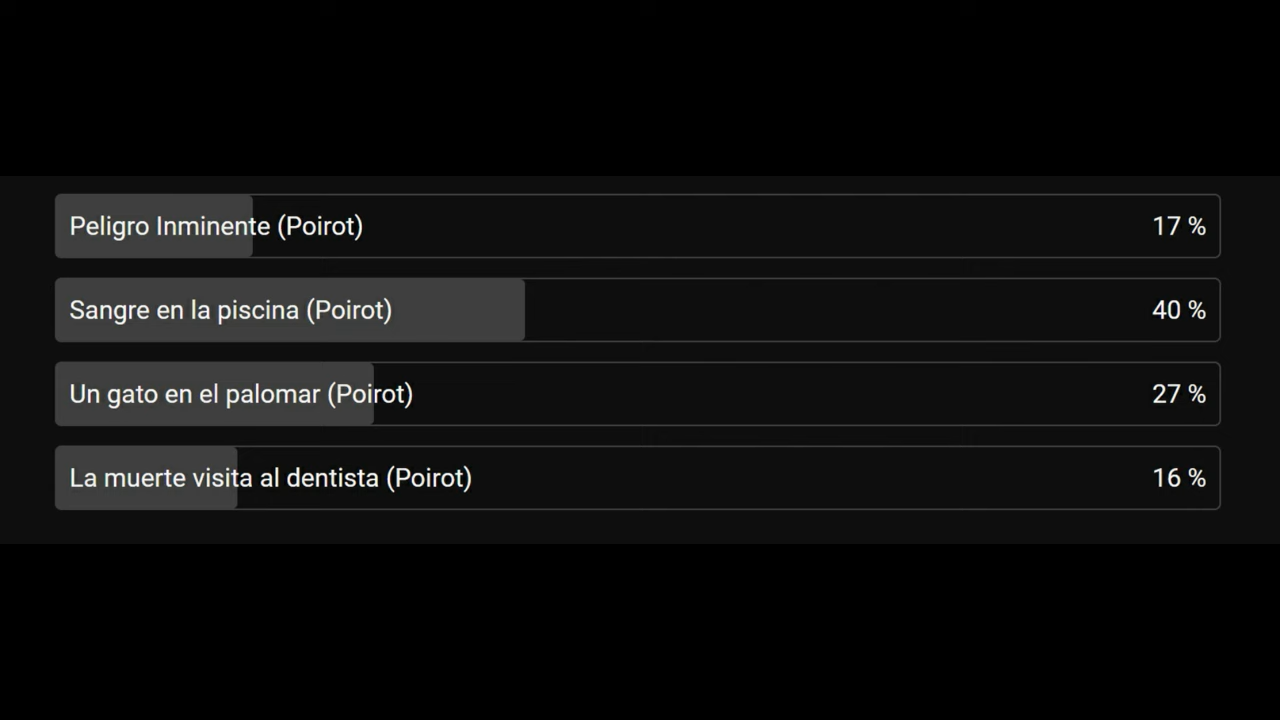 Peligro Inminente (Poirot) 17 %
Sangre en la piscina (Poirot) 40 %
Un gato en el palomar (Poirot) 27 %
La muerte visita al dentista (Poirot) 16 %